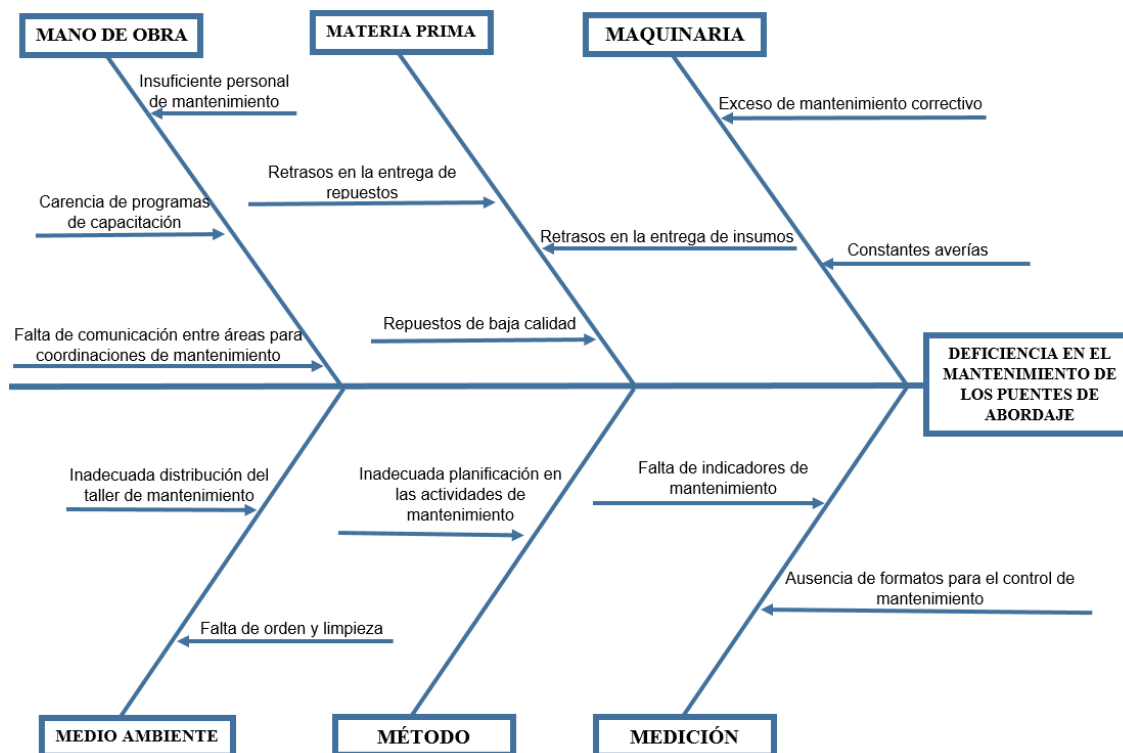 MANO DE OBRA
MATERIA PRIMA
MAQUINARIA
Insuficiente personal
de mantenimiento
Exceso de mantenimiento correctivo
Retrasos en la entrega de
repuestos
Carencia de programas
de capacitación
Retrasos en la entrega de insumos
Constantes averías
Repuestos de baja calidad
Falta de comunicación entre áreas para
coordinaciones de mantenimiento
DEFICIENCIA EN EL
MANTENIMIENTO DE
LOS PUENTES DE
ABORDAJE
Inadecuada distribución del
taller de mantenimiento
Inadecuada planificación en
las actividades de
mantenimiento
Falta de indicadores de
mantenimiento
Ausencia de formatos para el control de
mantenimiento
Falta de orden y limpieza
MEDIO AMBIENTE
MÉTODO
MEDICIÓN